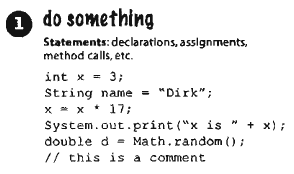 1 do something
Statements: declarations, assignments,
method calls, etc.
int x = 3;
String name = "Dirk";
x = x * 17;
System.out.print("x is " + x);
double d = Math.random();
// this is a comment